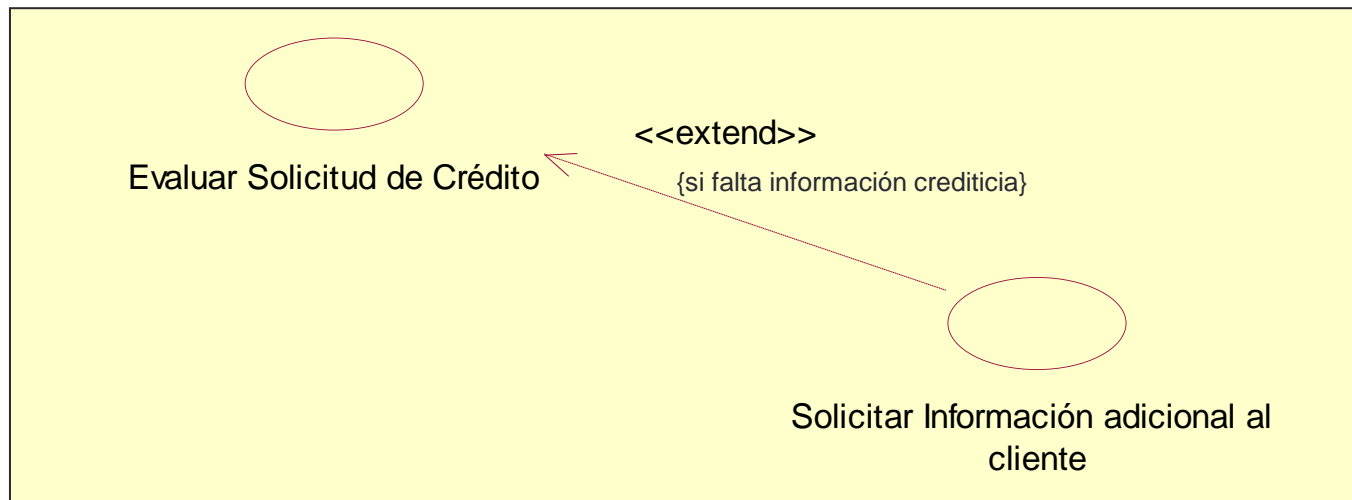 <<extend>>
Evaluar Solicitud de Crédito
{si falta información crediticia}
Solicitar Información adicional al
cliente